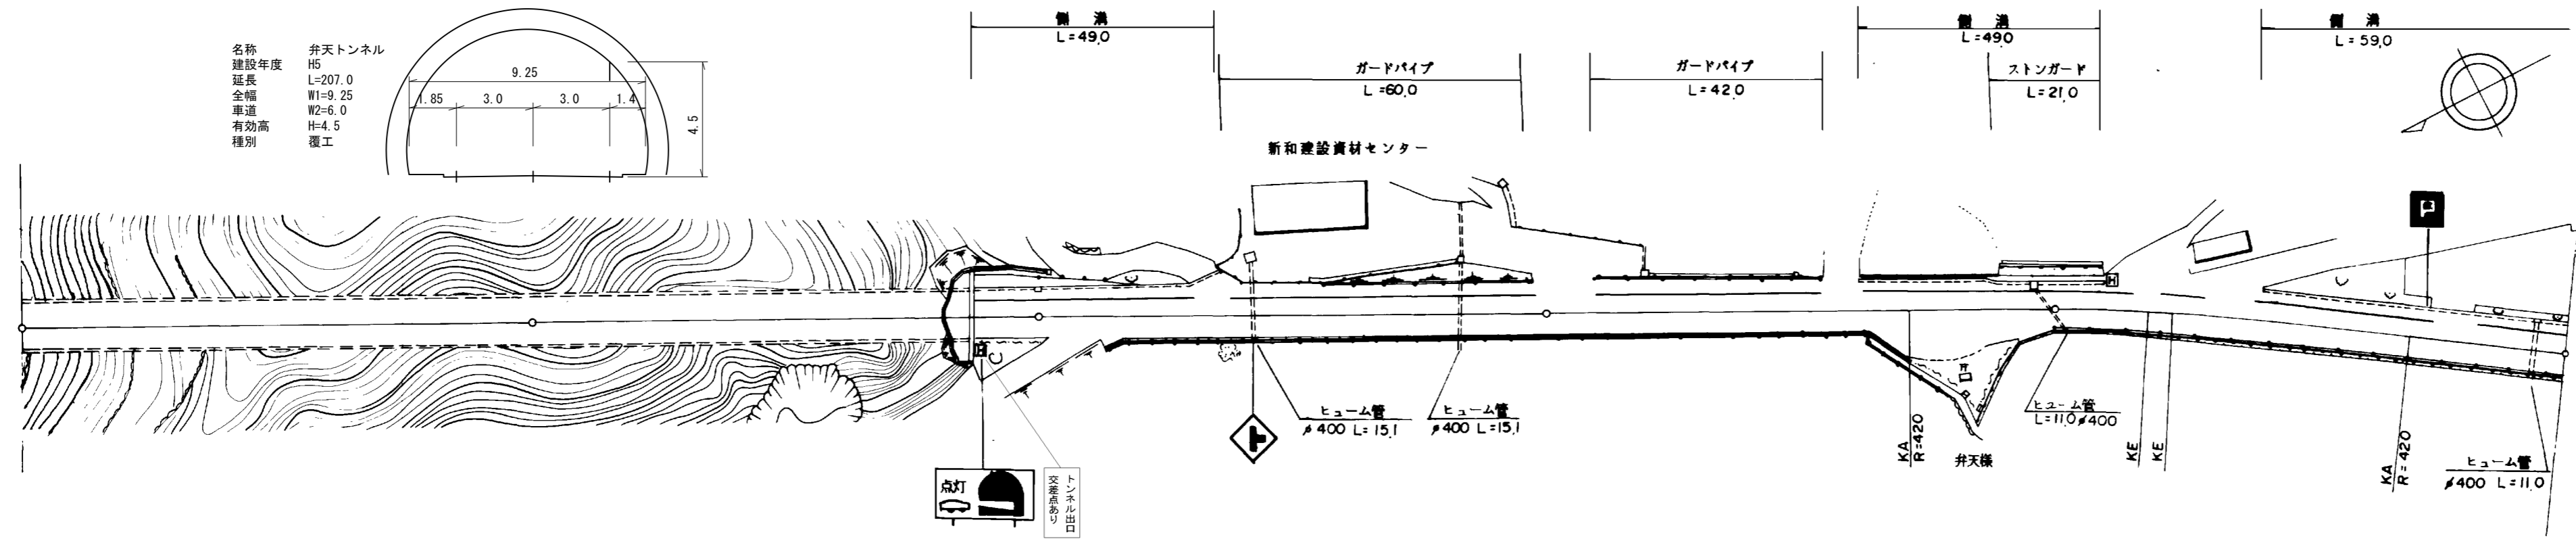 名称 弁天トンネル
建設年度 H5
延長 L=207.0
全幅 W1=9.25
車道 W2=6.0
有効高 H=4.5
種別 覆工
9.25
1.85 3.0 3.0 1.4
4.5
側溝
L=49.0
ガードパイプ
L=60.0
ガードパイプ
L=42.0
側溝
L=49.0
ストンガード
L=21.0
側溝
L=59.0
新和建設資材センター
P
H
H
ヒューム管
φ400 L=15.1
ヒューム管
φ400 L=15.1
ヒューム管
L=11.0 φ400
KA
R=420
弁天様
KE
KE
KA
R=420
ヒューム管
φ400 L=11.0
点灯
トンネル出口
交差点あり